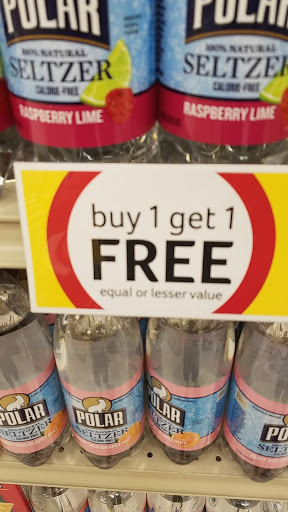 POLAR
POLAR
100% NATURAL
100% NATURAL
SELTZER
SELTZER
CALORIE-FREE
CALORIE-FREE
RASPBERRY LIME
RASPBERRY LIME
buy 1 get 1
FREE
equal or lesser value
POLAR
POLAR
POLAR
POLAR
SELTZER
SELTZER
SELTZER
SELTZER